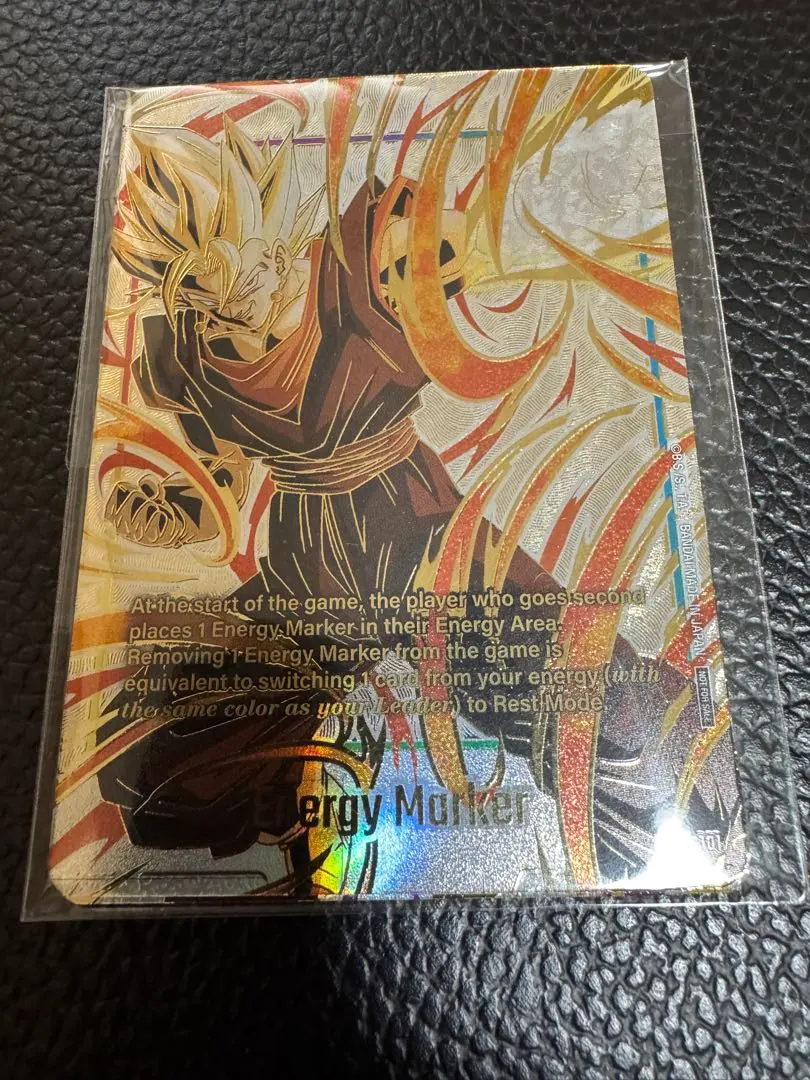 At the start of the game, the player who goes second
places 1 Energy Marker in their Energy Area.
Removing 1 Energy Marker from the game is
equivalent to switching 1 card from your energy (with
the same color as your Leader) to Rest Mode.
Energy Marker
BANDAI MADE IN JAPAN
NOT FOR SALE